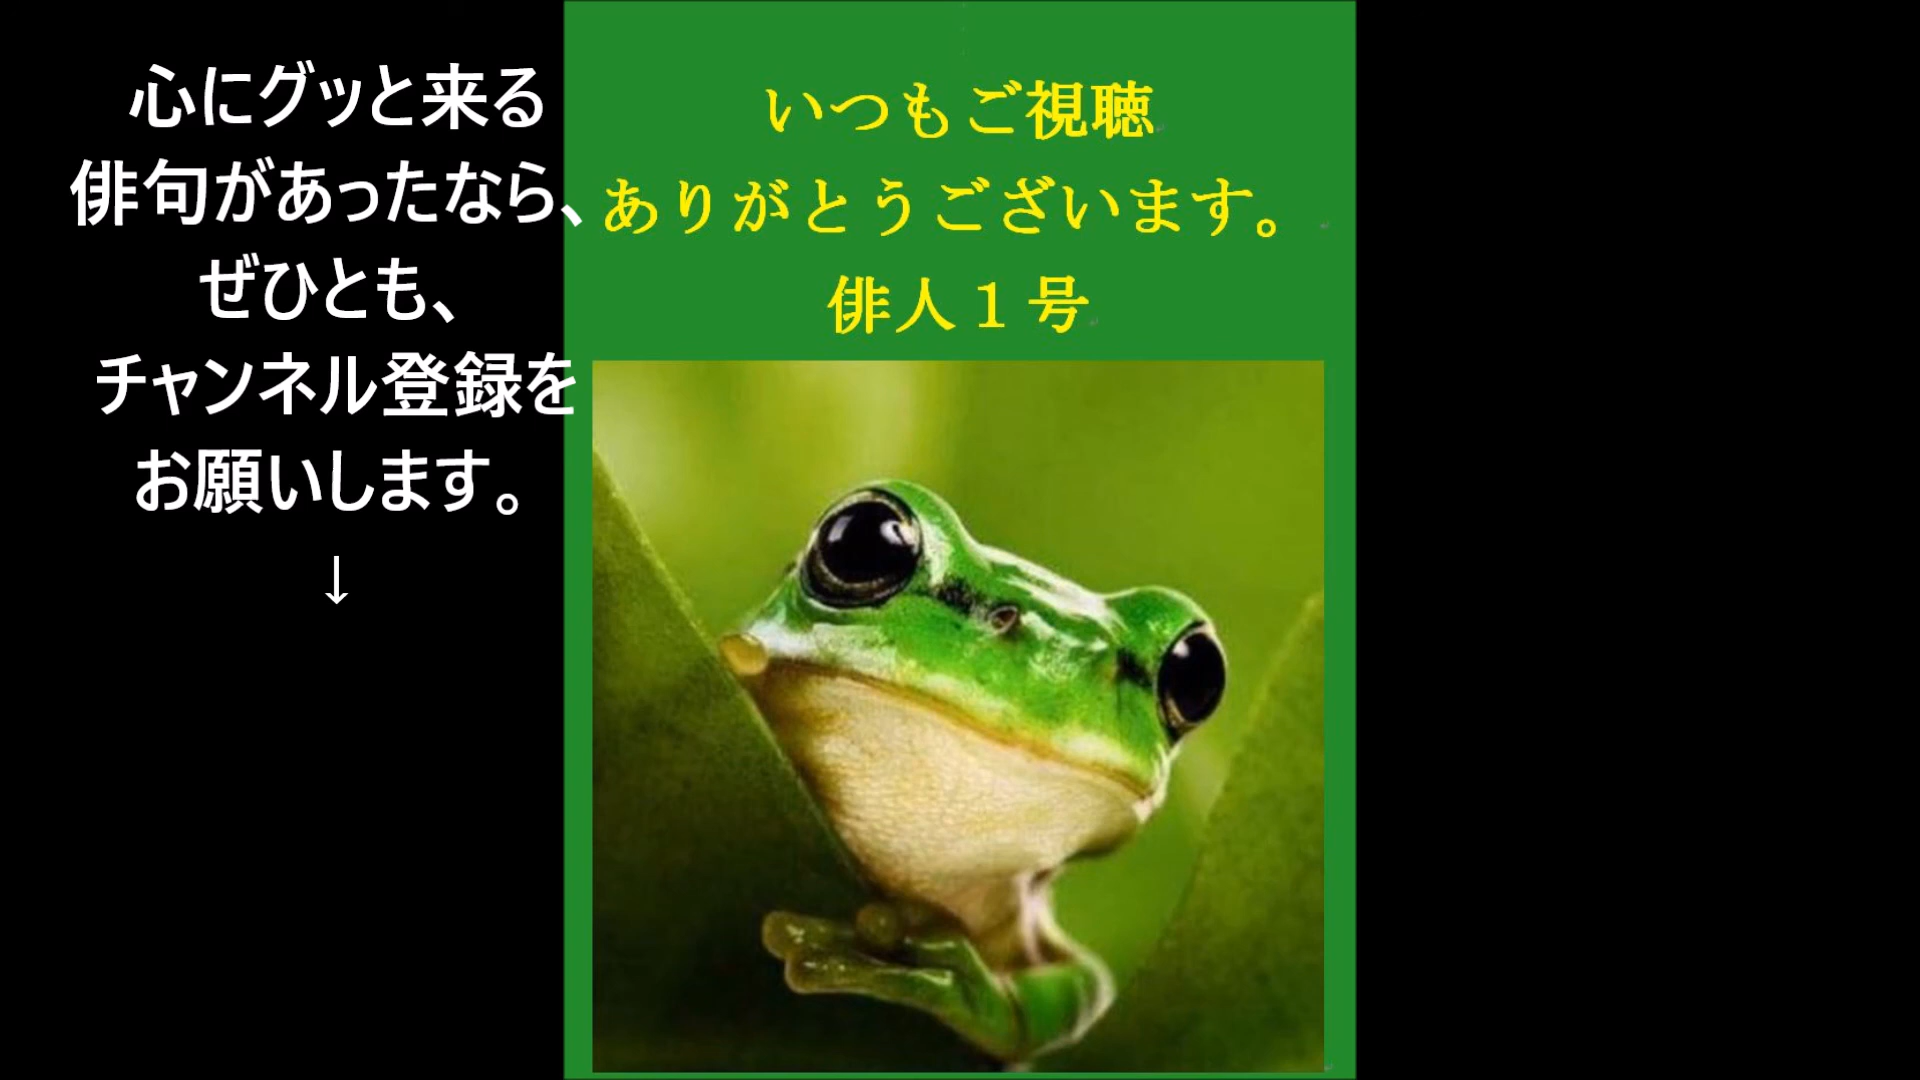 心にグッと来る
俳句があったなら、
ぜひとも、
チャンネル登録を
お願いします。
↓
いつもご視聴
ありがとうございます。
俳人１号